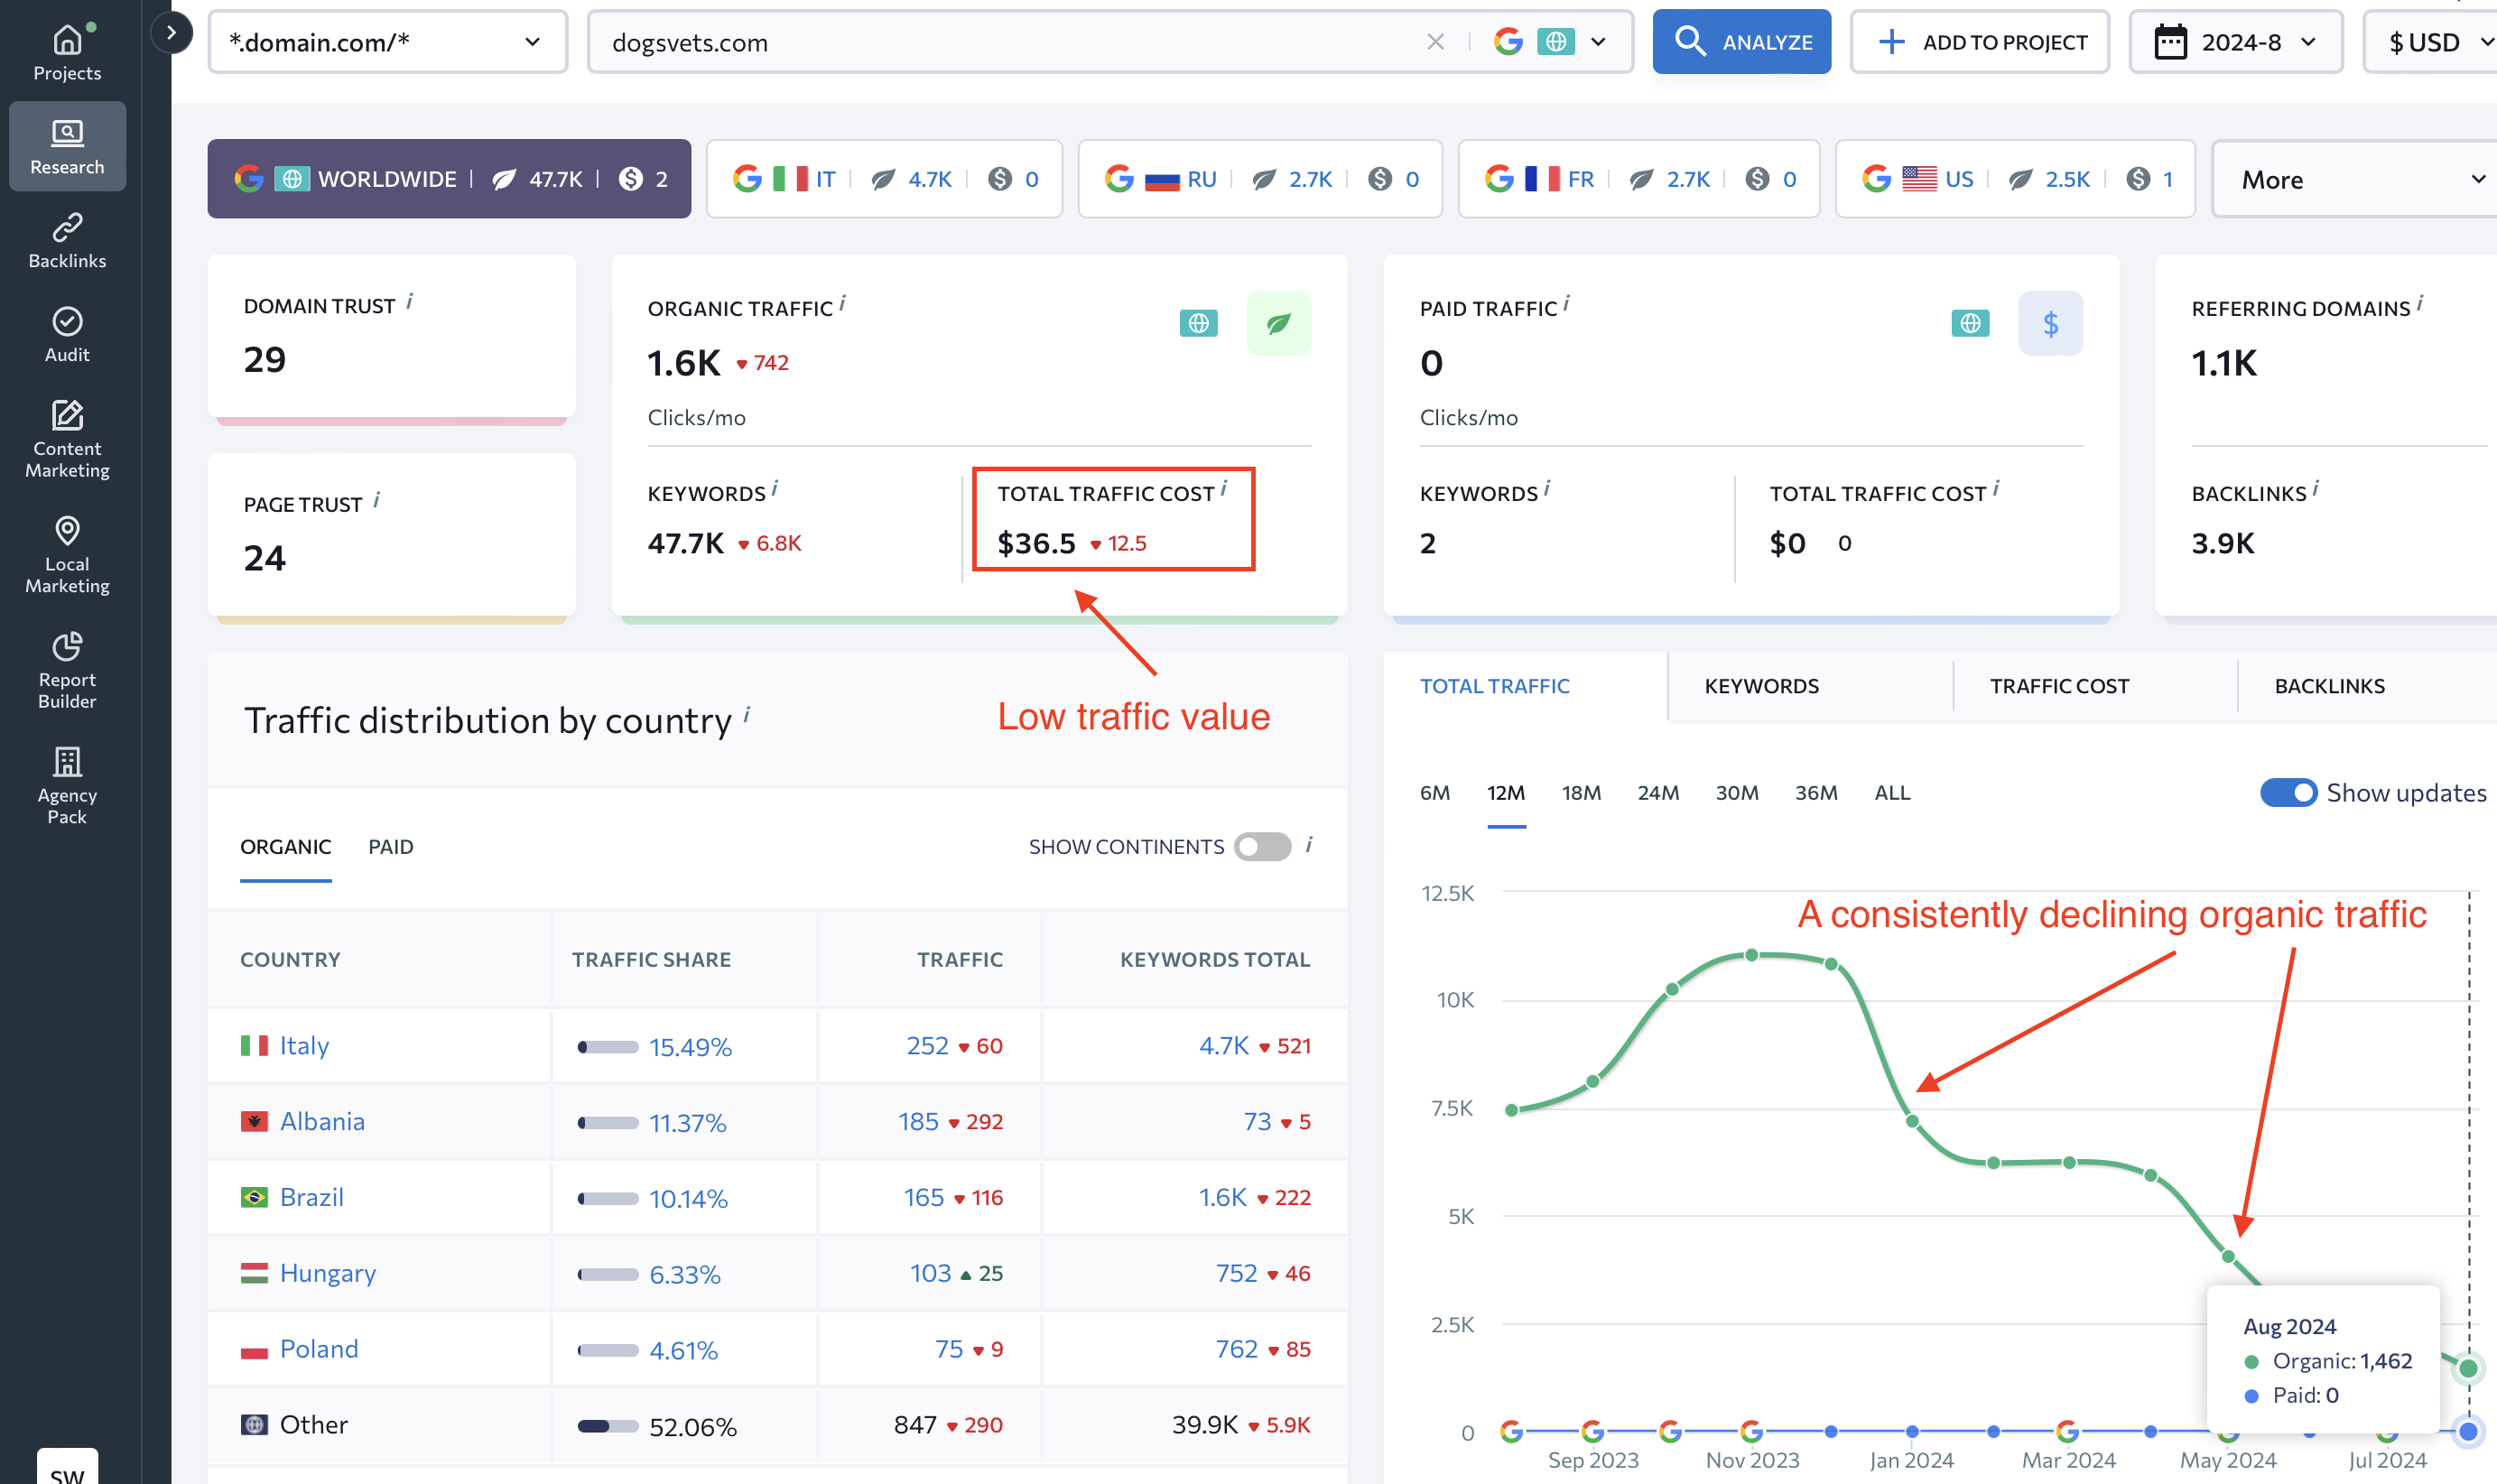 Projects
Research
Backlinks
Audit
Content
Marketing
Local
Marketing
Report
Builder
Agency
Pack
SW
*.domain.com/*
dogsvets.com
ANALYZE
ADD TO PROJECT
2024-8
$ USD
WORLDWIDE 47.7K 2
IT 4.7K 0
RU 2.7K 0
FR 2.7K 0
US 2.5K 1
More
DOMAIN TRUST i
29
PAGE TRUST i
24
ORGANIC TRAFFIC i
1.6K 742
Clicks/mo
KEYWORDS i
47.7K 6.8K
TOTAL TRAFFIC COST i
$36.5 12.5
Low traffic value
PAID TRAFFIC i
0
Clicks/mo
KEYWORDS i
2
TOTAL TRAFFIC COST i
$0 0
REFERRING DOMAINS i
1.1K
BACKLINKS i
3.9K
Traffic distribution by country i
ORGANIC PAID SHOW CONTINENTS i
COUNTRY TRAFFIC SHARE TRAFFIC KEYWORDS TOTAL
Italy 15.49% 252 60 4.7K 521
Albania 11.37% 185 292 73 5
Brazil 10.14% 165 116 1.6K 222
Hungary 6.33% 103 25 752 46
Poland 4.61% 75 9 762 85
Other 52.06% 847 290 39.9K 5.9K
TOTAL TRAFFIC KEYWORDS TRAFFIC COST BACKLINKS
6M 12M 18M 24M 30M 36M ALL Show updates
A consistently declining organic traffic
12.5K
10K
7.5K
5K
2.5K
0
Aug 2024
Organic: 1,462
Paid: 0
Sep 2023 Nov 2023 Jan 2024 Mar 2024 May 2024 Jul 2024